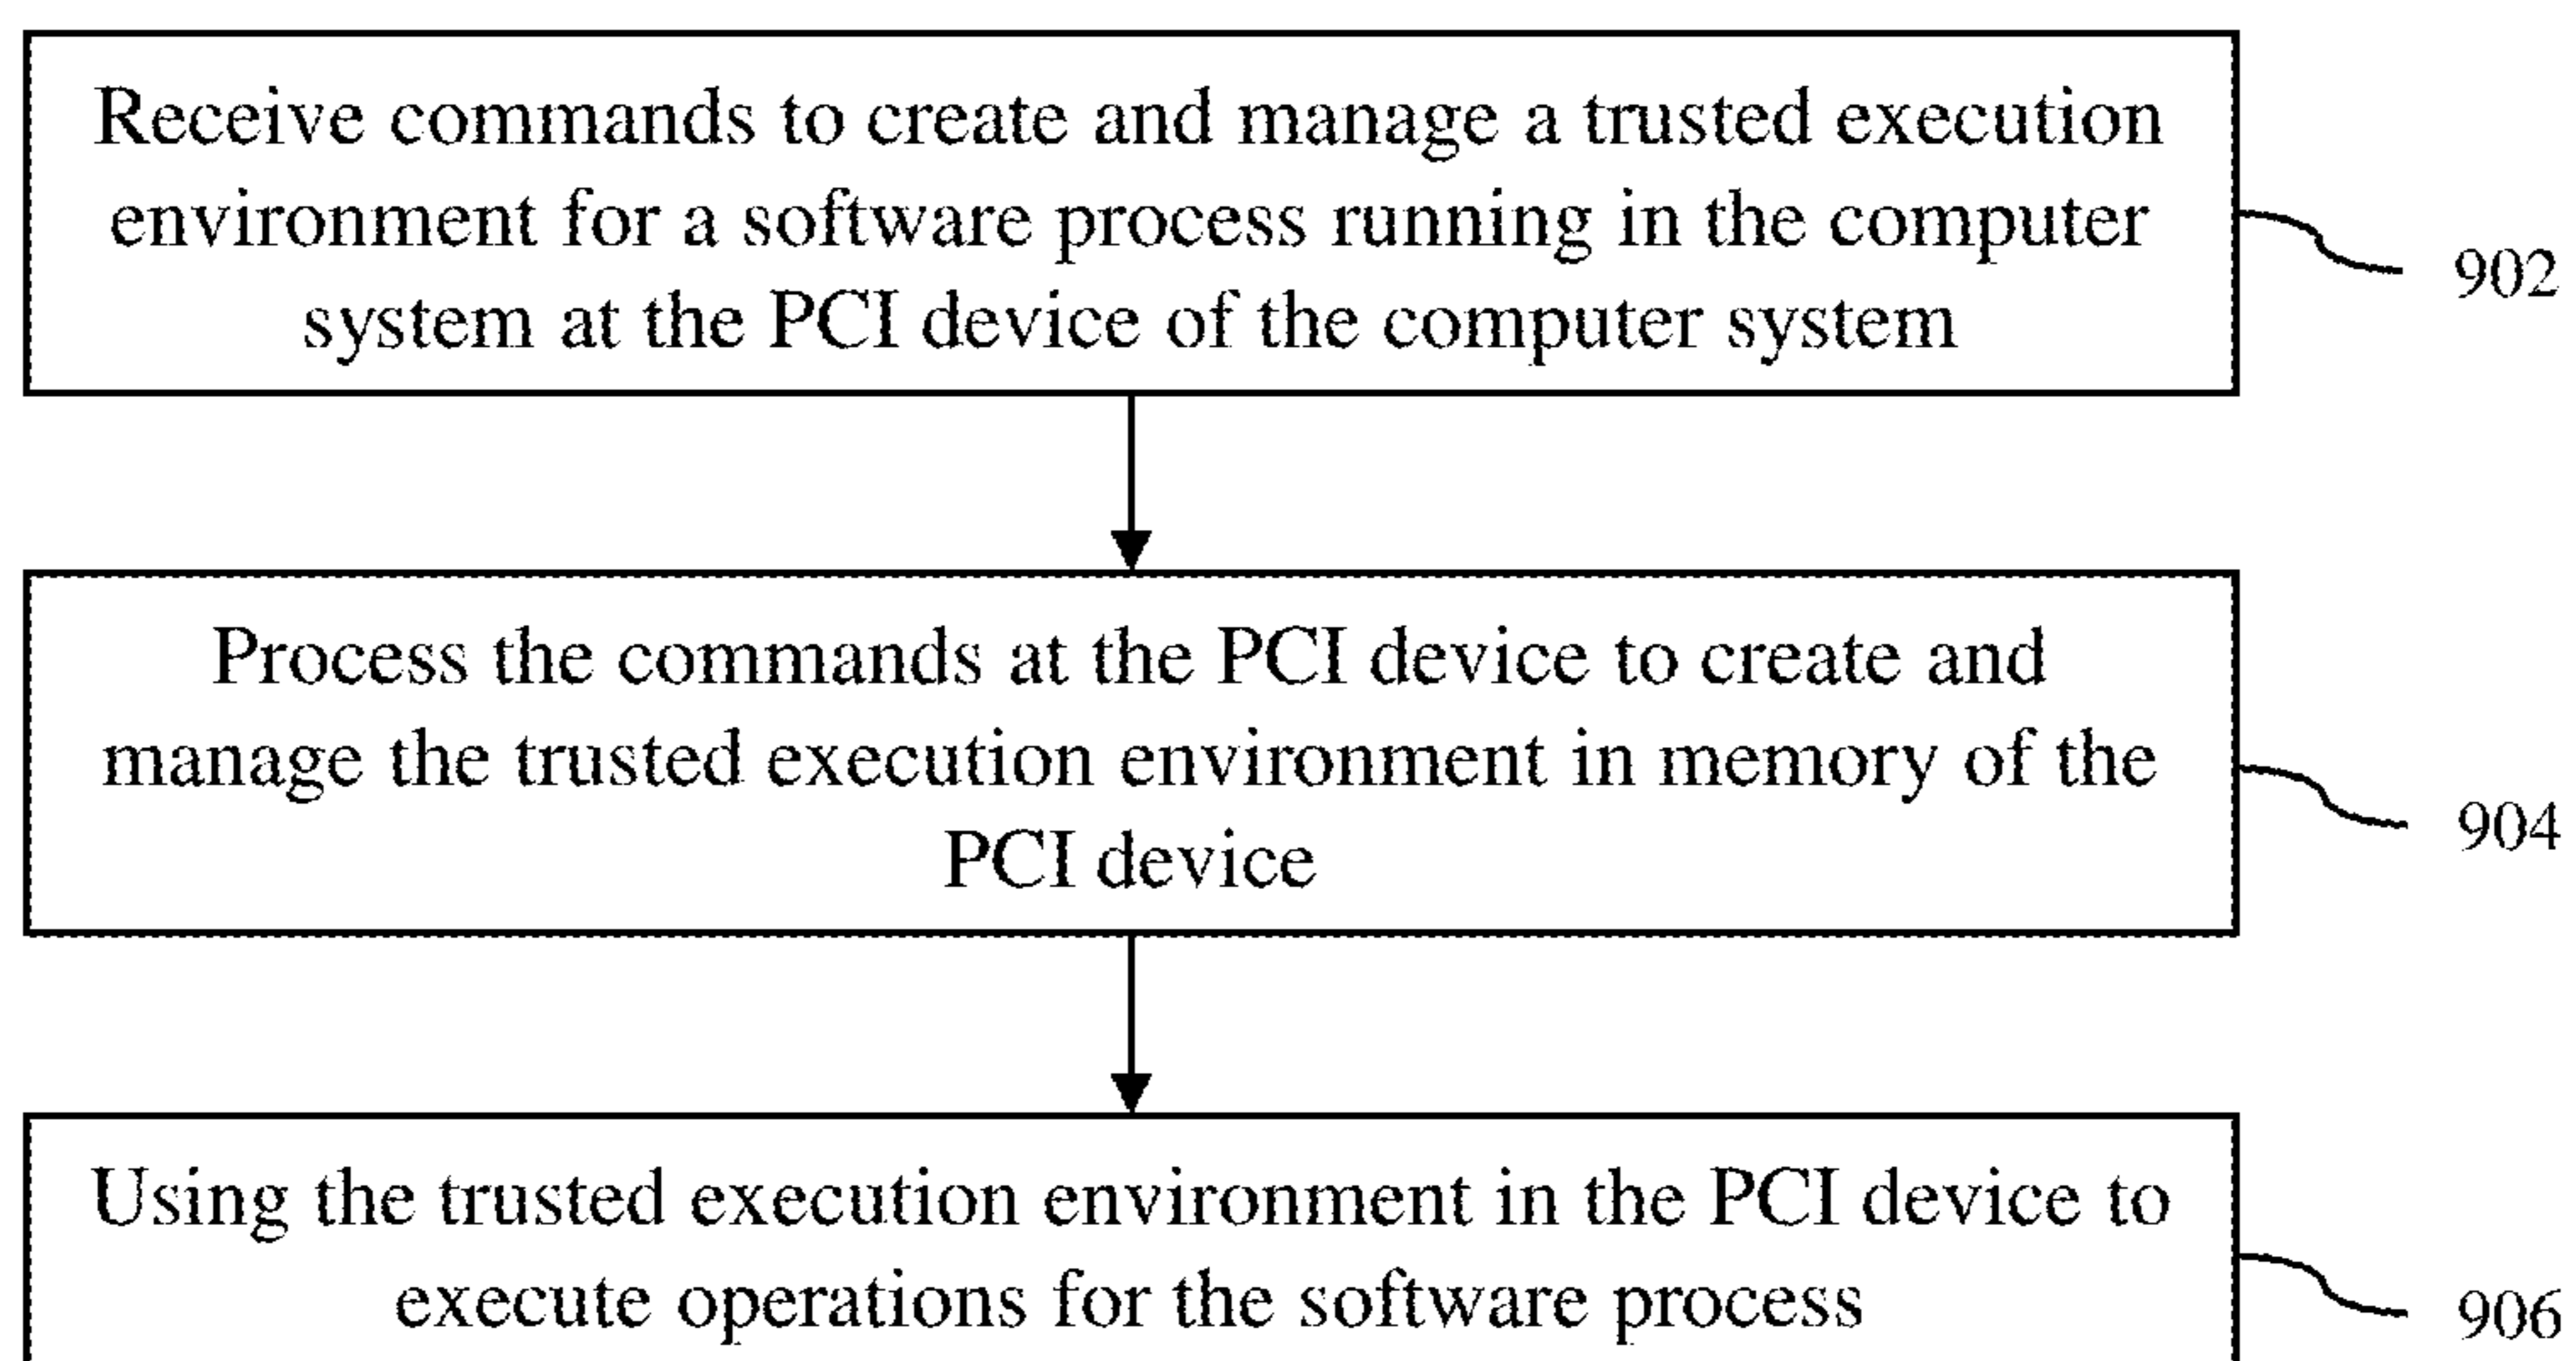 Receive commands to create and manage a trusted execution
environment for a software process running in the computer
system at the PCI device of the computer system
902
Process the commands at the PCI device to create and
manage the trusted execution environment in memory of the
PCI device
904
Using the trusted execution environment in the PCI device to
execute operations for the software process
906